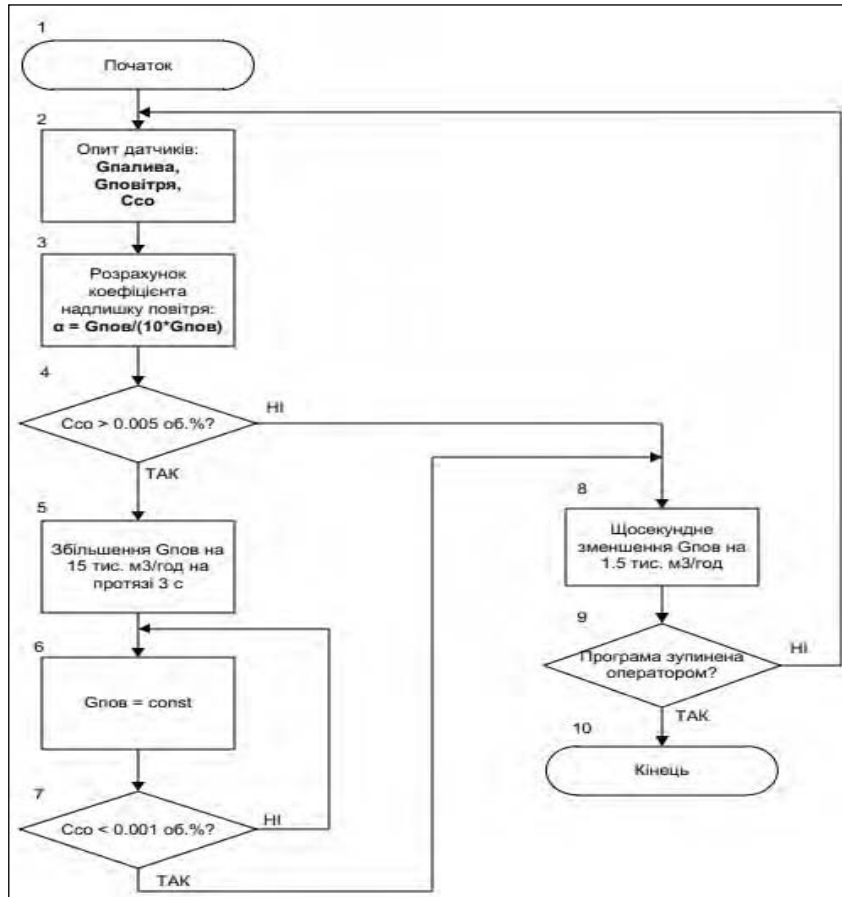 1
Початок
2
Опит датчиків:
Gпалива,
Gповітря,
Cco
3
Розрахунок
коефіцієнта
надлишку повітря:
α = Gпов/(10*Gпов)
4
Cco > 0.005 об.%?
НІ
ТАК
5
Збільшення Gпов на
15 тис. м3/год на
протязі 3 с
6
Gпов = const
7
Cco < 0.001 об.%?
НІ
ТАК
8
Щосекундне
зменшення Gпов на
1.5 тис. м3/год
9
Програма зупинена
оператором?
НІ
ТАК
10
Кінець